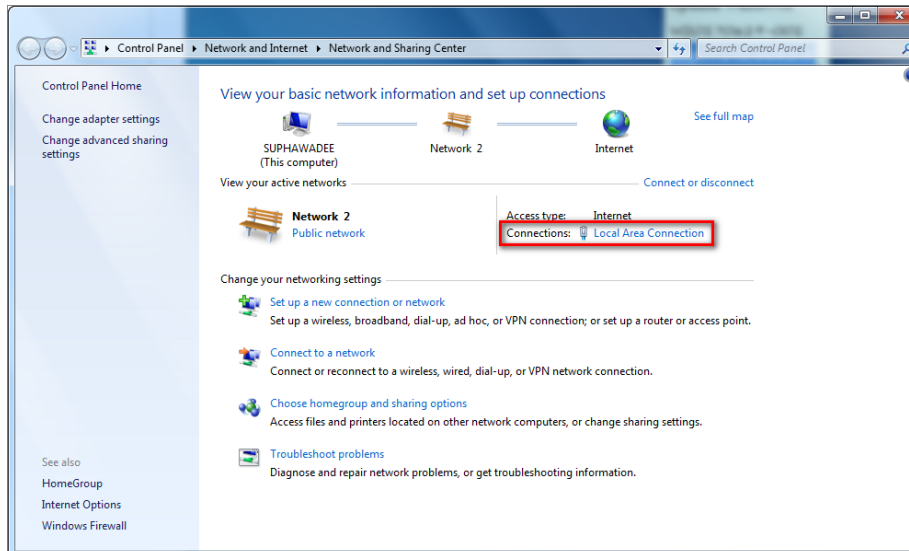 Control Panel ▸ Network and Internet ▸ Network and Sharing Center
Search Control Panel
Control Panel Home
Change adapter settings
Change advanced sharing
settings
See also
HomeGroup
Internet Options
Windows Firewall
View your basic network information and set up connections
See full map
SUPHAWADEE
(This computer)
Network 2
Internet
View your active networks
Connect or disconnect
Network 2
Public network
Access type: Internet
Connections: Local Area Connection
Change your networking settings
Set up a new connection or network
Set up a wireless, broadband, dial-up, ad hoc, or VPN connection; or set up a router or access point.
Connect to a network
Connect or reconnect to a wireless, wired, dial-up, or VPN network connection.
Choose homegroup and sharing options
Access files and printers located on other network computers, or change sharing settings.
Troubleshoot problems
Diagnose and repair network problems, or get troubleshooting information.